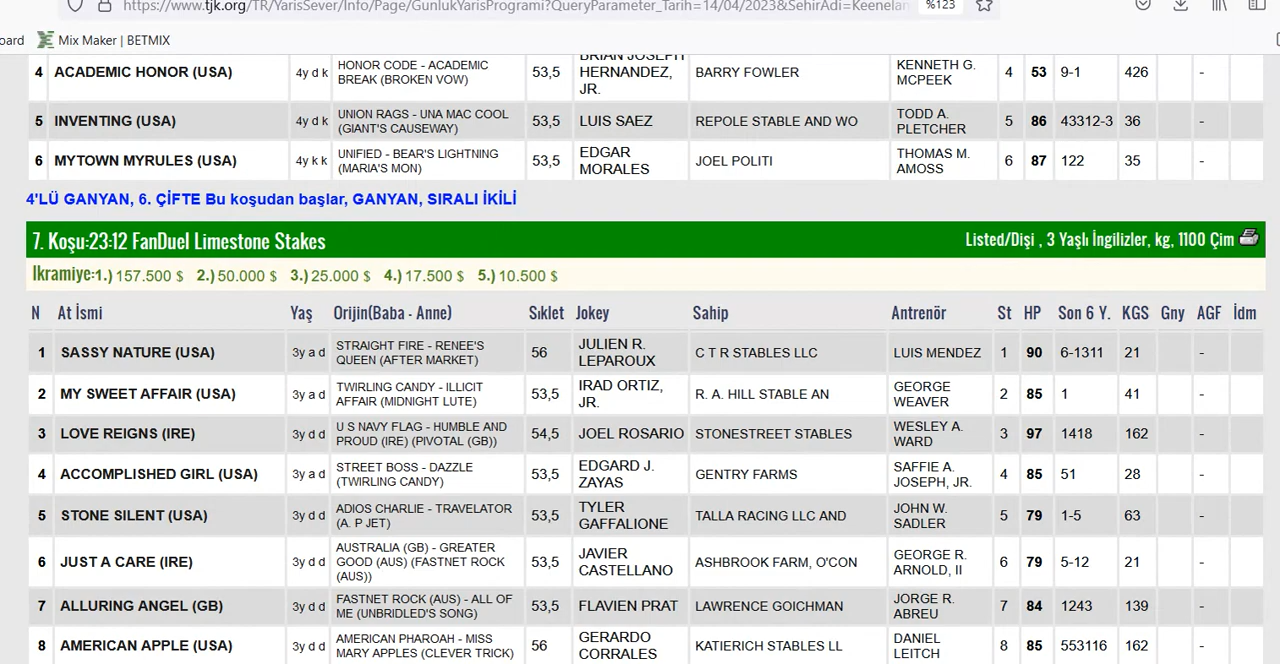 https://www.tjk.org/TR/YarisSever/Info/Page/GunlukYarisProgrami?QueryParameter_Tarih=14/04/2023&SehirAdi=Keenelan
%123
oard Mix Maker | BETMIX
4 ACADEMIC HONOR (USA) 4y d k HONOR CODE - ACADEMIC BREAK (BROKEN VOW) 53,5 BRIAN JOSEPH HERNANDEZ, JR. BARRY FOWLER KENNETH G. MCPEEK 4 53 9-1 426 -
5 INVENTING (USA) 4y d k UNION RAGS - UNA MAC COOL (GIANT'S CAUSEWAY) 53,5 LUIS SAEZ REPOLE STABLE AND WO TODD A. PLETCHER 5 86 43312-3 36 -
6 MYTOWN MYRULES (USA) 4y k k UNIFIED - BEAR'S LIGHTNING (MARIA'S MON) 53,5 EDGAR MORALES JOEL POLITI THOMAS M. AMOSS 6 87 122 35 -
4'LÜ GANYAN, 6. ÇİFTE Bu koşudan başlar, GANYAN, SIRALI İKİLİ
7. Koşu:23:12 FanDuel Limestone Stakes Listed/Dişi , 3 Yaşlı İngilizler, kg, 1100 Çim
Ikramiye:1.) 157.500 $ 2.) 50.000 $ 3.) 25.000 $ 4.) 17.500 $ 5.) 10.500 $
N At İsmi Yaş Orijin(Baba - Anne) Sıklet Jokey Sahip Antrenör St HP Son 6 Y. KGS Gny AGF İdm
1 SASSY NATURE (USA) 3y a d STRAIGHT FIRE - RENEE'S QUEEN (AFTER MARKET) 56 JULIEN R. LEPAROUX C T R STABLES LLC LUIS MENDEZ 1 90 6-1311 21 -
2 MY SWEET AFFAIR (USA) 3y a d TWIRLING CANDY - ILLICIT AFFAIR (MIDNIGHT LUTE) 53,5 IRAD ORTIZ, JR. R. A. HILL STABLE AN GEORGE WEAVER 2 85 1 41 -
3 LOVE REIGNS (IRE) 3y d d U S NAVY FLAG - HUMBLE AND PROUD (IRE) (PIVOTAL (GB)) 54,5 JOEL ROSARIO STONESTREET STABLES WESLEY A. WARD 3 97 1418 162 -
4 ACCOMPLISHED GIRL (USA) 3y a d STREET BOSS - DAZZLE (TWIRLING CANDY) 53,5 EDGARD J. ZAYAS GENTRY FARMS SAFFIE A. JOSEPH, JR. 4 85 51 28 -
5 STONE SILENT (USA) 3y d d ADIOS CHARLIE - TRAVELATOR (A. P JET) 53,5 TYLER GAFFALIONE TALLA RACING LLC AND JOHN W. SADLER 5 79 1-5 63 -
6 JUST A CARE (IRE) 3y d d AUSTRALIA (GB) - GREATER GOOD (AUS) (FASTNET ROCK (AUS)) 53,5 JAVIER CASTELLANO ASHBROOK FARM, O'CON GEORGE R. ARNOLD, II 6 79 5-12 21 -
7 ALLURING ANGEL (GB) 3y d d FASTNET ROCK (AUS) - ALL OF ME (UNBRIDLED'S SONG) 53,5 FLAVIEN PRAT LAWRENCE GOICHMAN JORGE R. ABREU 7 84 1243 139 -
8 AMERICAN APPLE (USA) 3y d d AMERICAN PHAROAH - MISS MARY APPLES (CLEVER TRICK) 56 GERARDO CORRALES KATIERICH STABLES LL DANIEL LEITCH 8 85 553116 162 -